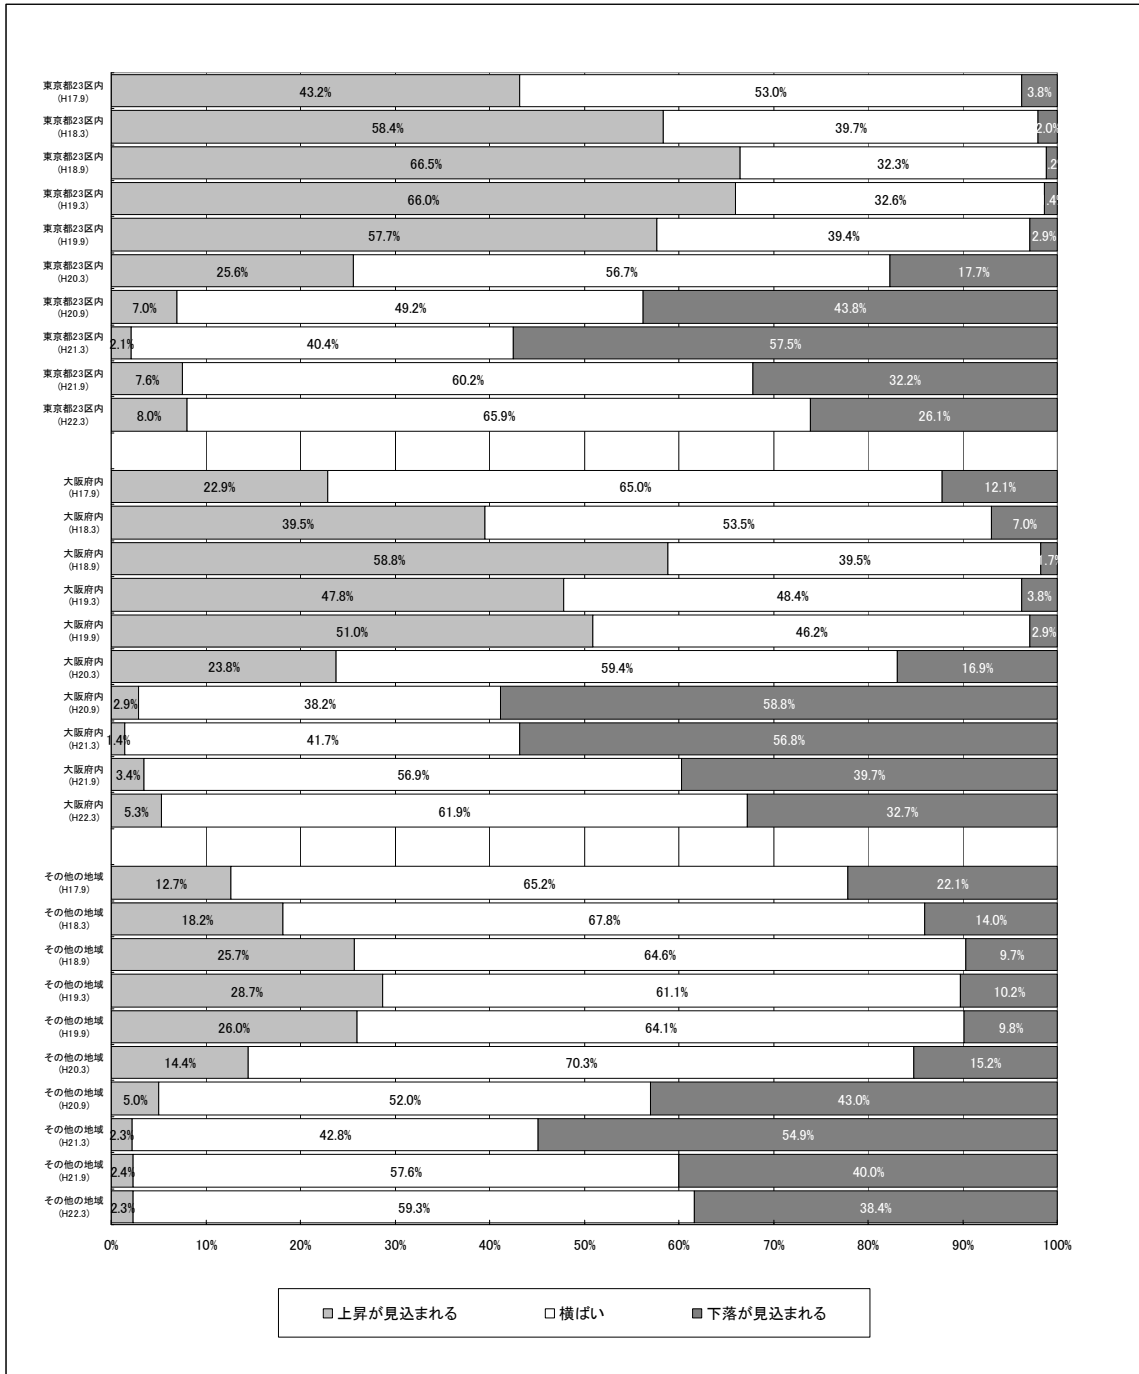 東京都23区内
(H17.9)
43.2%
53.0%
3.8%
東京都23区内
(H18.3)
58.4%
39.7%
2.0%
東京都23区内
(H18.9)
66.5%
32.3%
.2
東京都23区内
(H19.3)
66.0%
32.6%
.4
東京都23区内
(H19.9)
57.7%
39.4%
2.9%
東京都23区内
(H20.3)
25.6%
56.7%
17.7%
東京都23区内
(H20.9)
7.0%
49.2%
43.8%
東京都23区内
(H21.3)
2.1%
40.4%
57.5%
東京都23区内
(H21.9)
7.6%
60.2%
32.2%
東京都23区内
(H22.3)
8.0%
65.9%
26.1%
大阪府内
(H17.9)
22.9%
65.0%
12.1%
大阪府内
(H18.3)
39.5%
53.5%
7.0%
大阪府内
(H18.9)
58.8%
39.5%
1.7%
大阪府内
(H19.3)
47.8%
48.4%
3.8%
大阪府内
(H19.9)
51.0%
46.2%
2.9%
大阪府内
(H20.3)
23.8%
59.4%
16.9%
大阪府内
(H20.9)
2.9%
38.2%
58.8%
大阪府内
(H21.3)
1.4%
41.7%
56.8%
大阪府内
(H21.9)
3.4%
56.9%
39.7%
大阪府内
(H22.3)
5.3%
61.9%
32.7%
その他の地域
(H17.9)
12.7%
65.2%
22.1%
その他の地域
(H18.3)
18.2%
67.8%
14.0%
その他の地域
(H18.9)
25.7%
64.6%
9.7%
その他の地域
(H19.3)
28.7%
61.1%
10.2%
その他の地域
(H19.9)
26.0%
64.1%
9.8%
その他の地域
(H20.3)
14.4%
70.3%
15.2%
その他の地域
(H20.9)
5.0%
52.0%
43.0%
その他の地域
(H21.3)
2.3%
42.8%
54.9%
その他の地域
(H21.9)
2.4%
57.6%
40.0%
その他の地域
(H22.3)
2.3%
59.3%
38.4%
0% 10% 20% 30% 40% 50% 60% 70% 80% 90% 100%
上昇が見込まれる 横ばい 下落が見込まれる